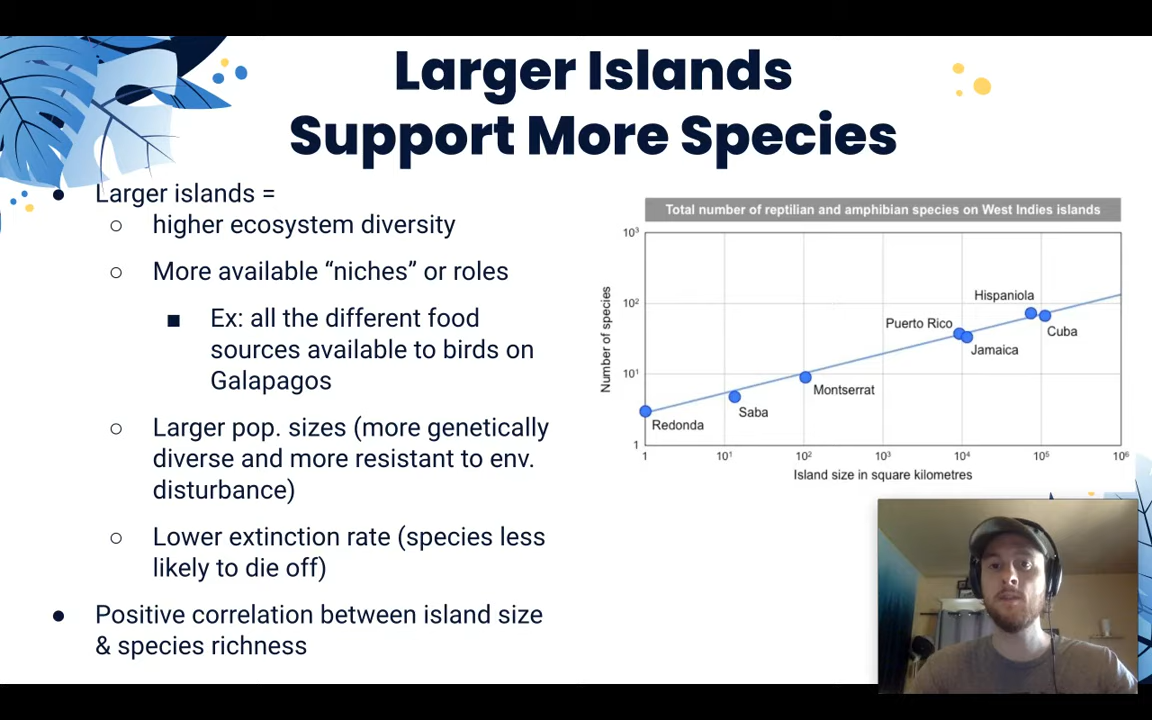 Larger Islands
Support More Species
● Larger islands =
○ higher ecosystem diversity
○ More available “niches” or roles
■ Ex: all the different food
sources available to birds on
Galapagos
○ Larger pop. sizes (more genetically
diverse and more resistant to env.
disturbance)
○ Lower extinction rate (species less
likely to die off)
● Positive correlation between island size
& species richness
Total number of reptilian and amphibian species on West Indies islands
Number of species
10³
10²
10¹
1
Hispaniola
Puerto Rico
Cuba
Jamaica
Montserrat
Saba
Redonda
1 10¹ 10² 10³ 10⁴ 10⁵ 10⁶
Island size in square kilometres